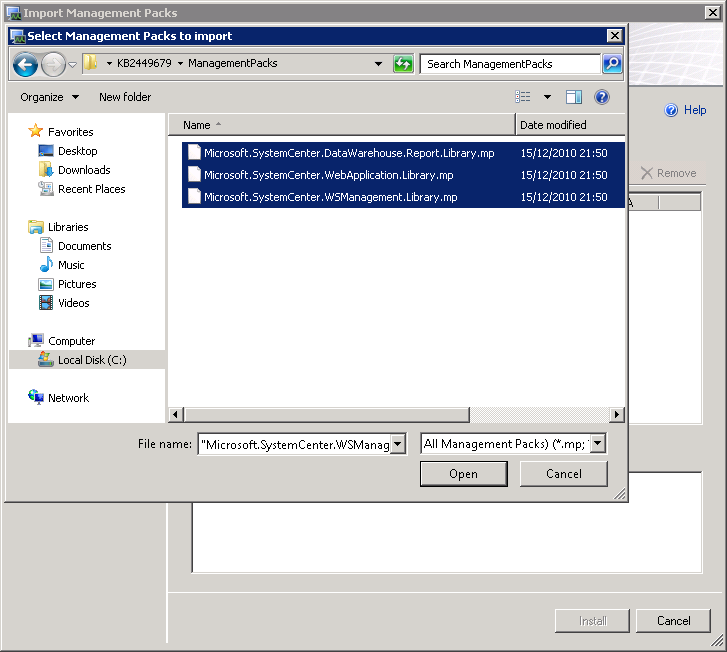 Import Management Packs
Select Management Packs to import
KB2449679 ManagementPacks
Search ManagementPacks
Organize New folder
Help
Name Date modified
Favorites
Desktop
Downloads
Recent Places
Libraries
Documents
Music
Pictures
Videos
Computer
Local Disk (C:)
Network
Microsoft.SystemCenter.DataWarehouse.Report.Library.mp 15/12/2010 21:50
Microsoft.SystemCenter.WebApplication.Library.mp 15/12/2010 21:50
Microsoft.SystemCenter.WSManagement.Library.mp 15/12/2010 21:50
Remove
File name: "Microsoft.SystemCenter.WSManag
All Management Packs) (*.mp;
Open Cancel
Install Cancel